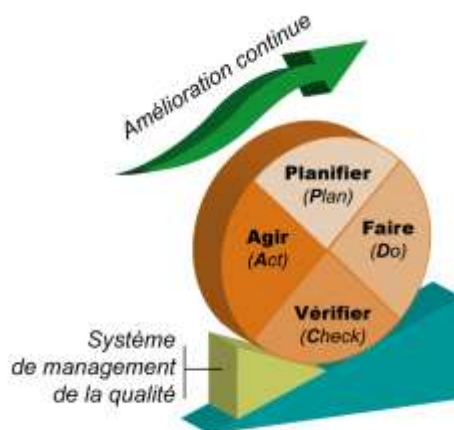 Amélioration continue
Planifier
(Plan)
Faire
(Do)
Agir
(Act)
Vérifier
(Check)
Système
de management
de la qualité